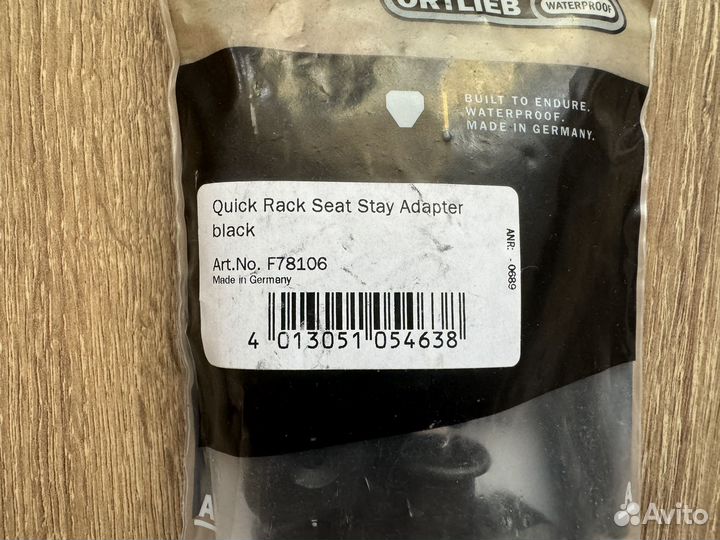 ORTLIEB
WATERPROOF
BUILT TO ENDURE.
WATERPROOF.
MADE IN GERMANY.
Quick Rack Seat Stay Adapter
black
Art.No. F78106
Made in Germany
4 013051 054638
ANR: - 0689
Avito